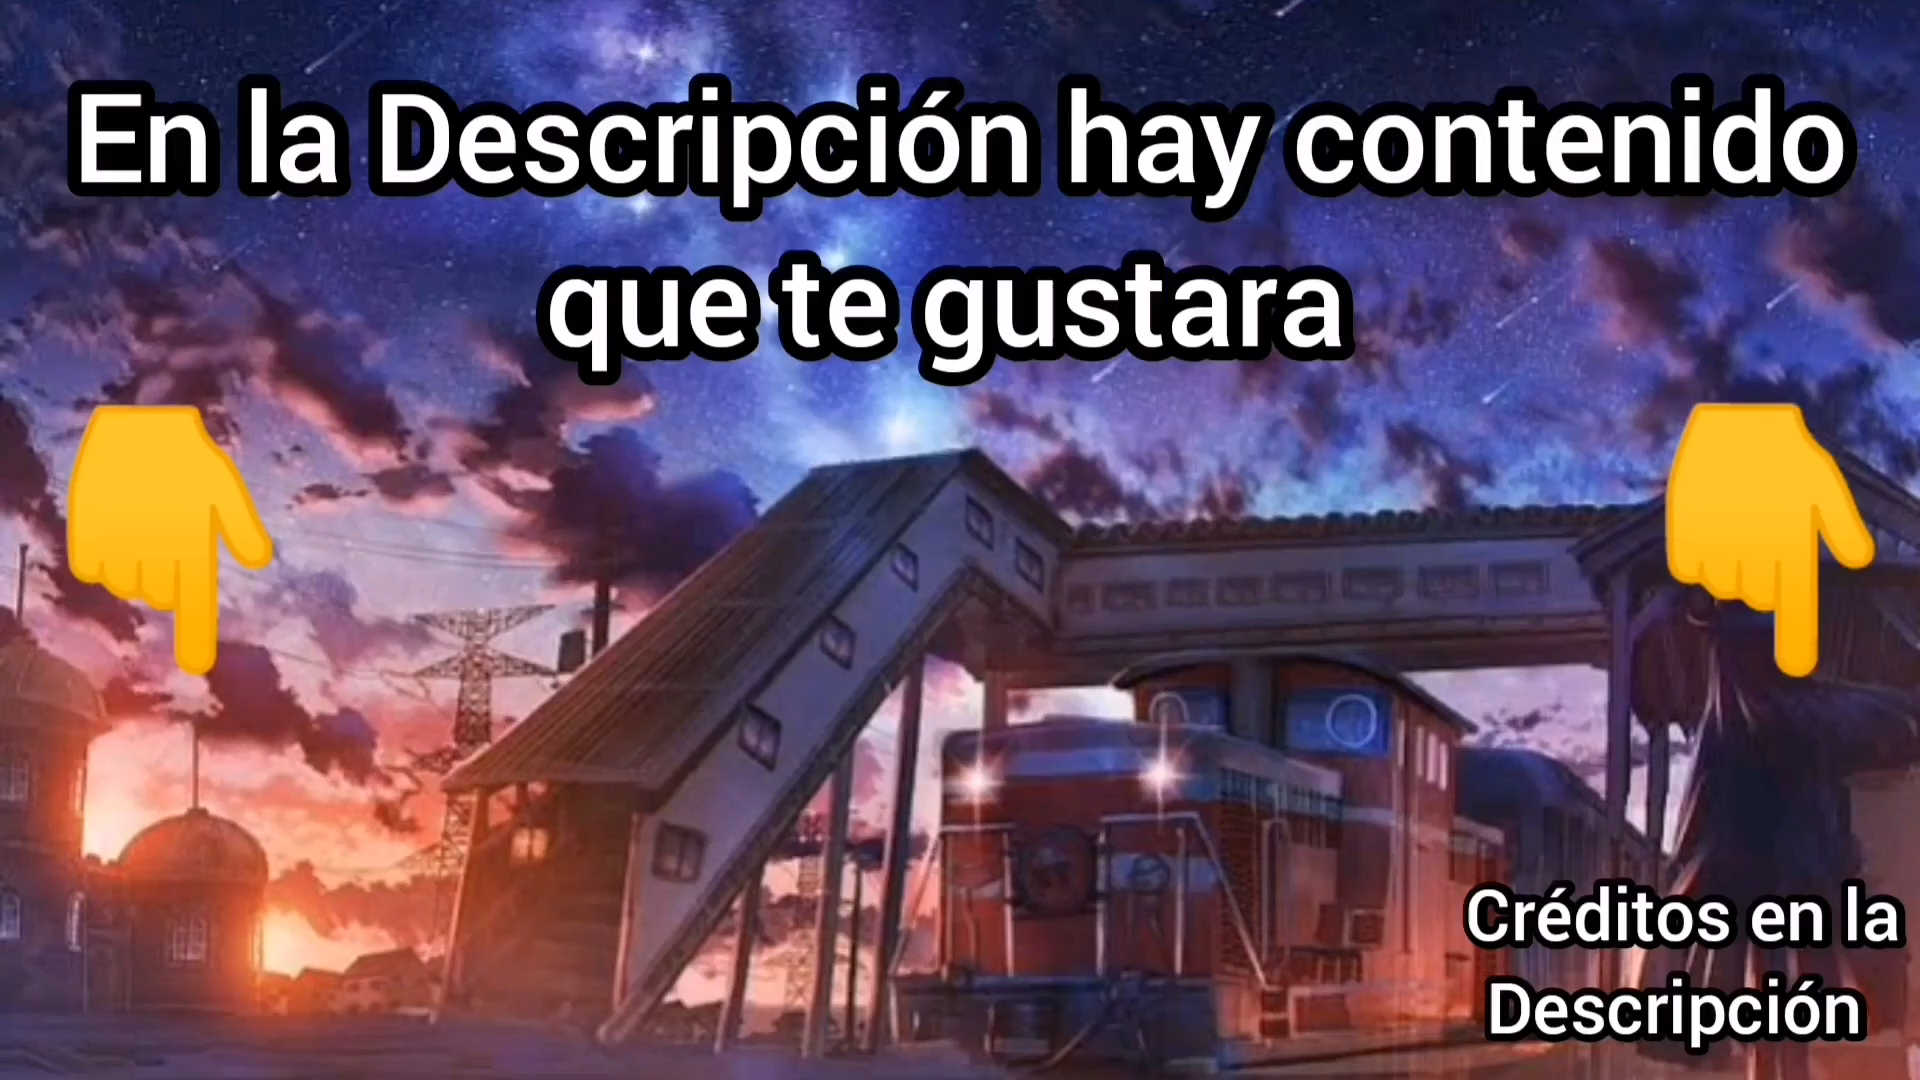 En la Descripción hay contenido
que te gustara
Créditos en la
Descripción